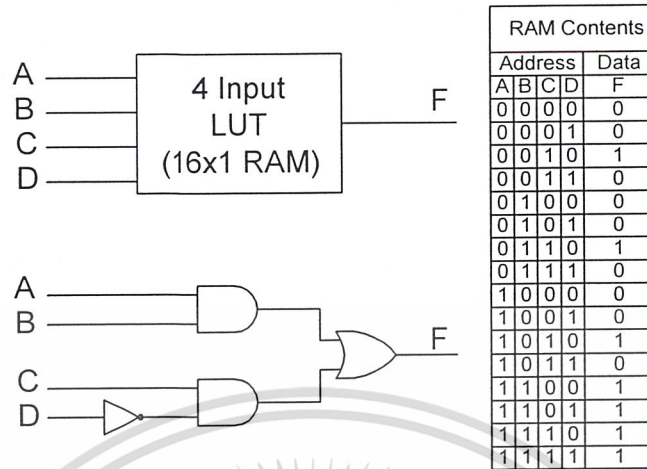 A
B
C
D
4 Input
LUT
(16x1 RAM)
F
A
B
C
D
F
RAM Contents
Address Data
A B C D F
0 0 0 0 0
0 0 0 1 0
0 0 1 0 1
0 0 1 1 0
0 1 0 0 0
0 1 0 1 0
0 1 1 0 1
0 1 1 1 0
1 0 0 0 0
1 0 0 1 0
1 0 1 0 1
1 0 1 1 0
1 1 0 0 1
1 1 0 1 1
1 1 1 0 1
1 1 1 1 1